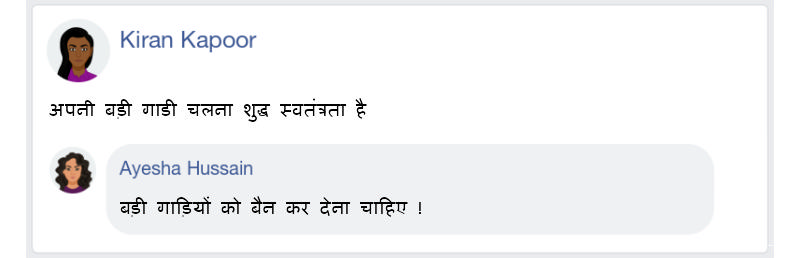 Kiran Kapoor
अपनी बड़ी गाडी चलना शुद्ध स्वतंत्रता है
Ayesha Hussain
बड़ी गाड़ियों को बैन कर देना चाहिए !